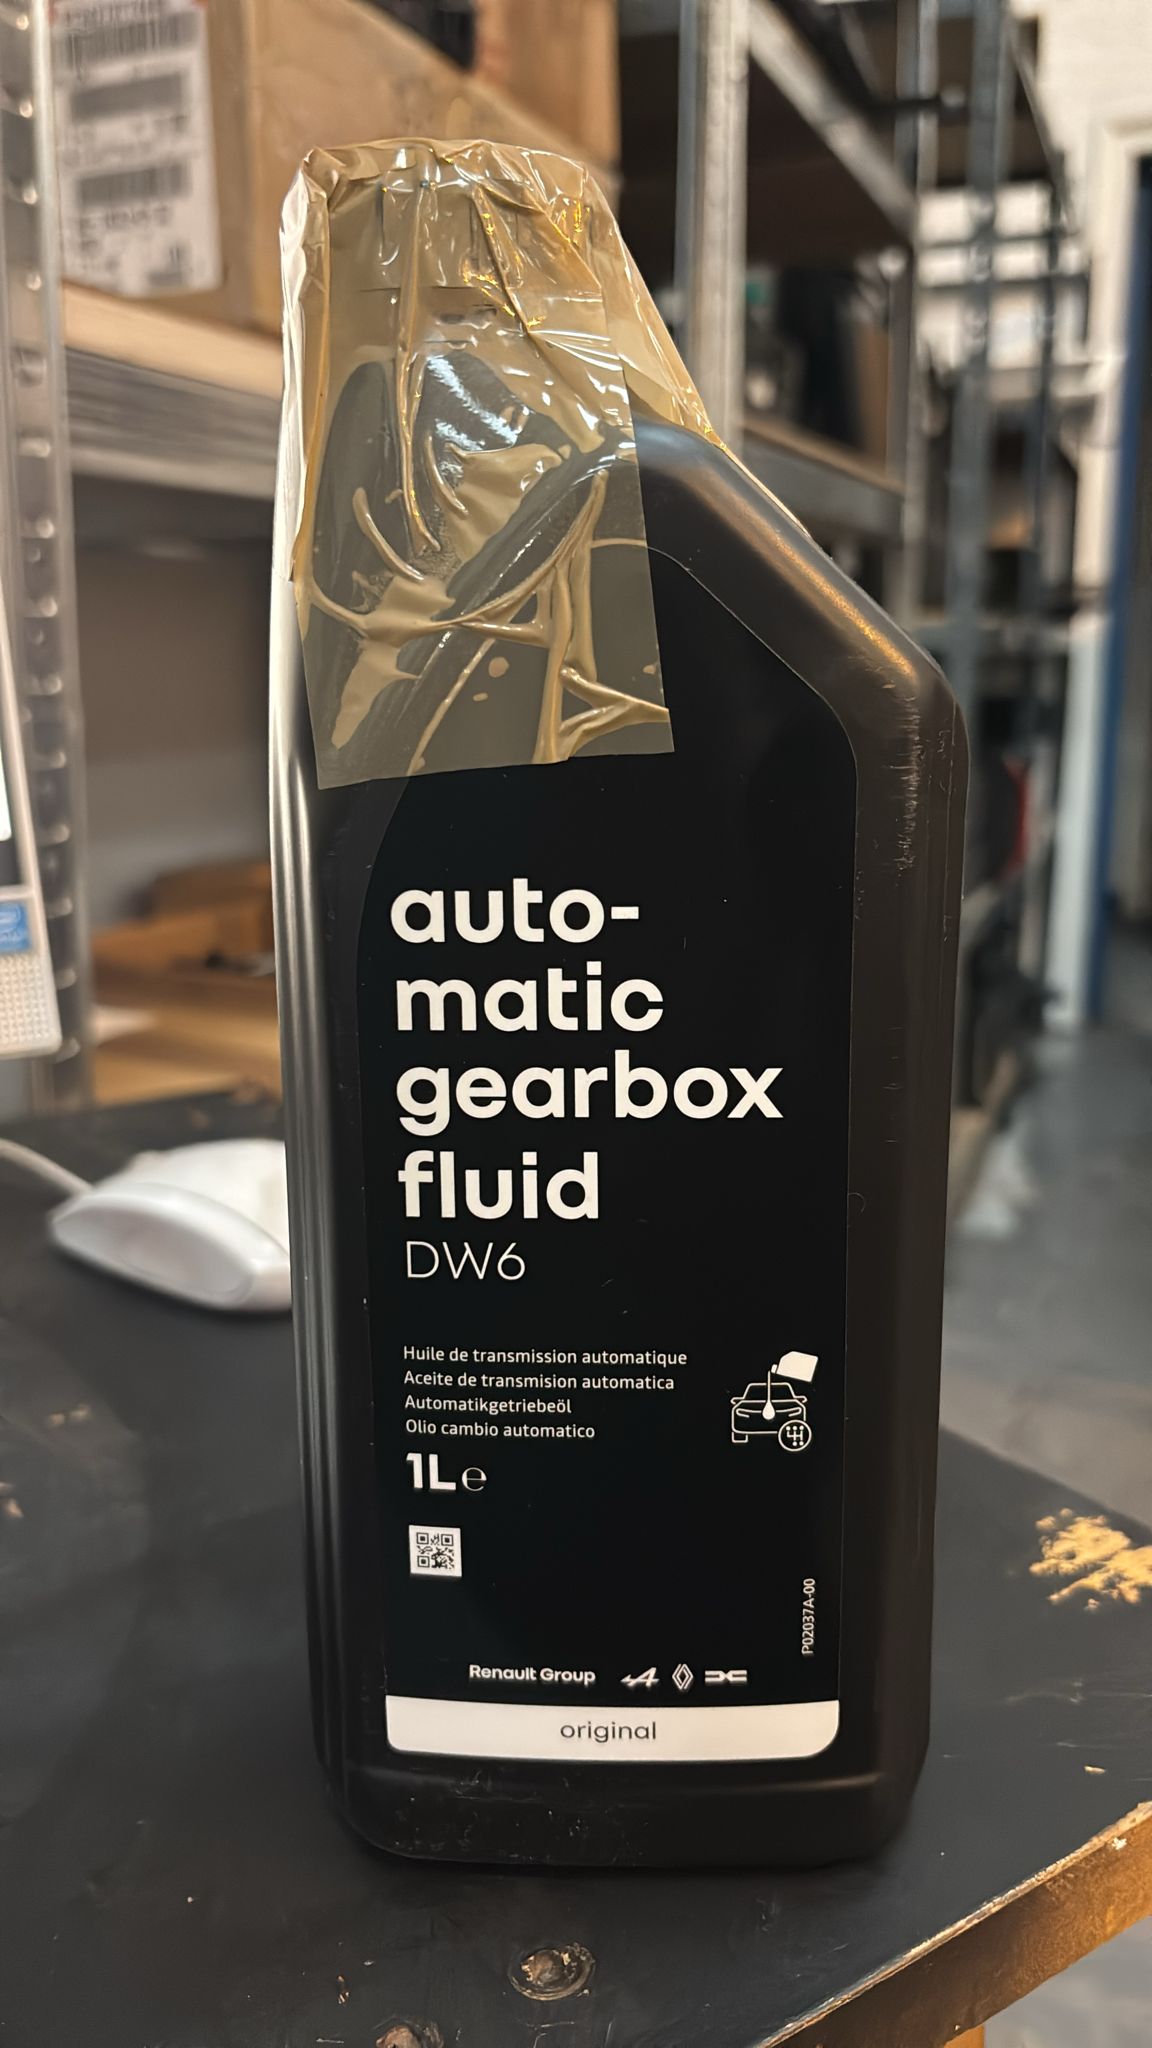 auto-
matic
gearbox
fluid
DW6
Huile de transmission automatique
Aceite de transmision automatica
Automatikgetriebeöl
Olio cambio automatico
1L e
P02037A-00
Renault Group
original